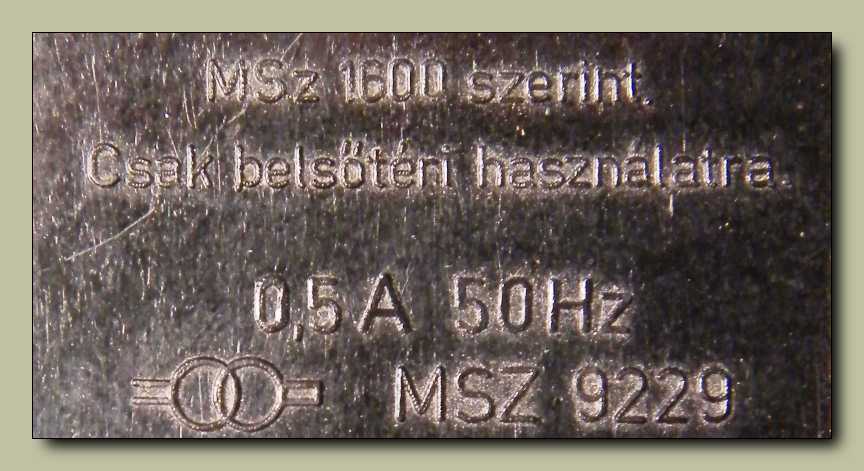 MSz 1600 szerint.
Csak belsőtéri használatra.
0,5 A 50 Hz
MSZ 9229